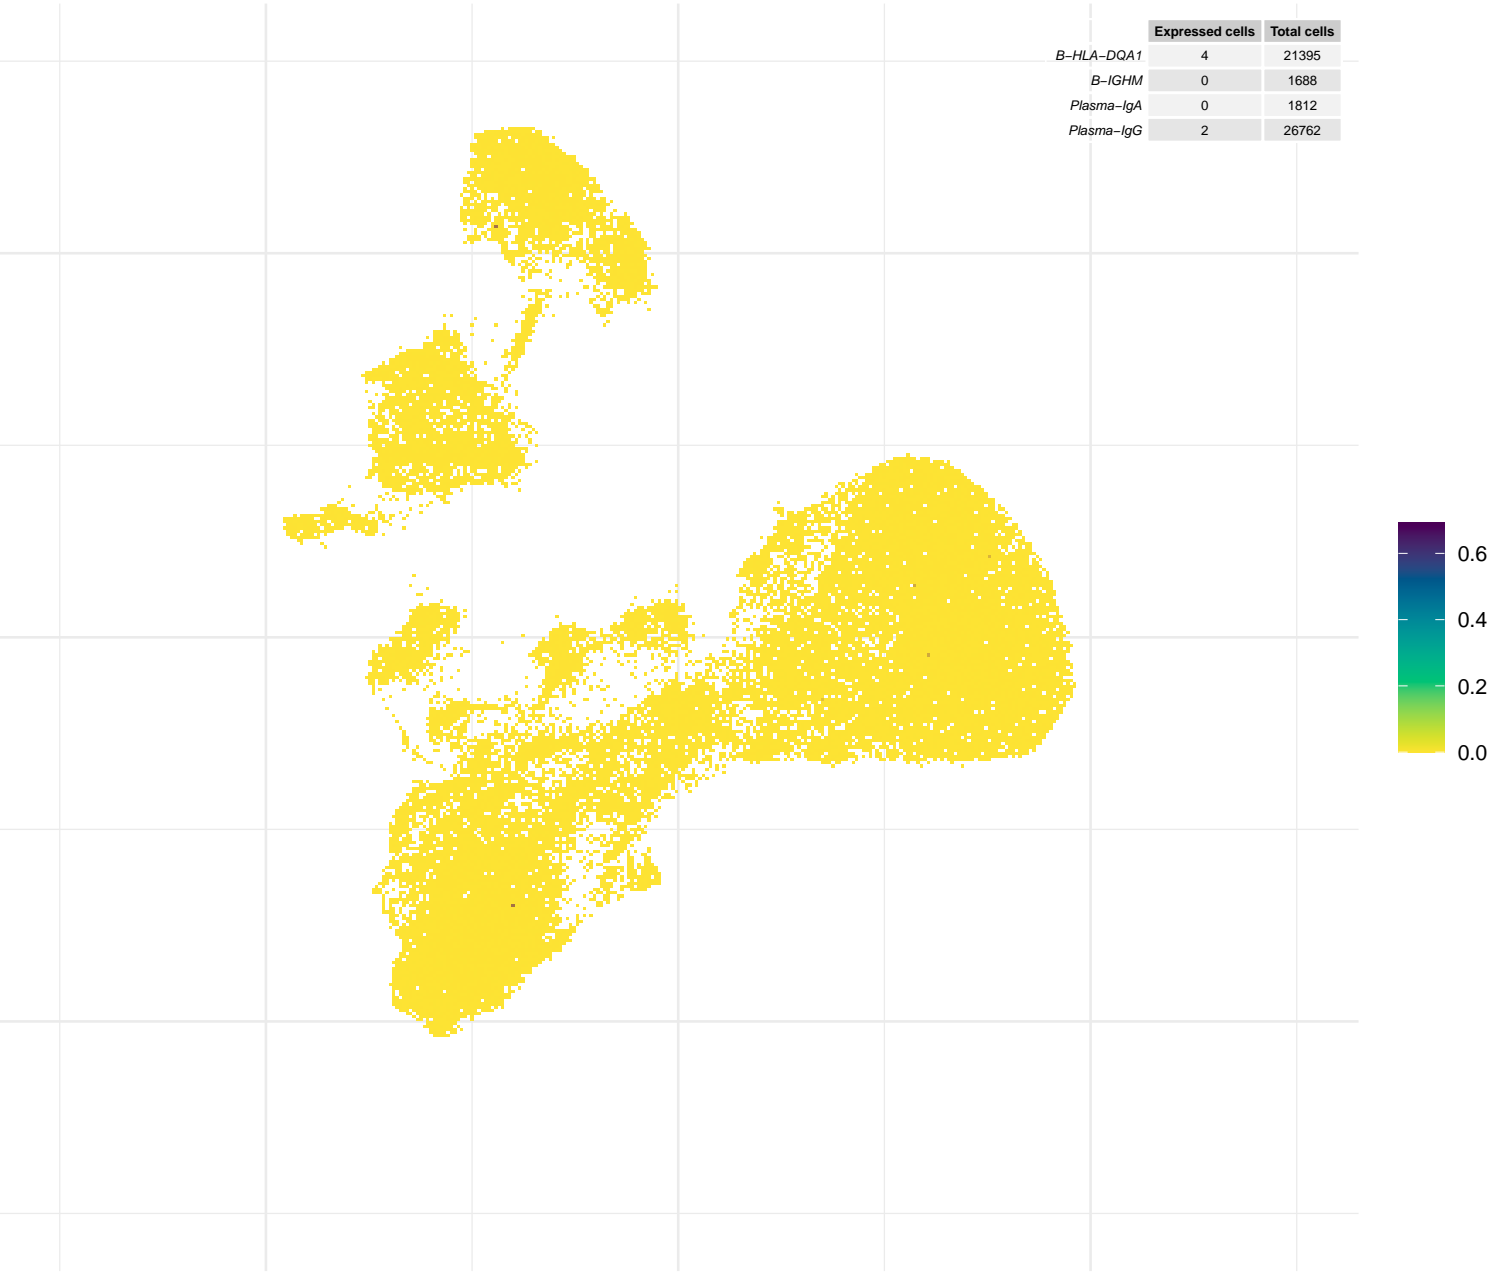 Expressed cells Total cells
B−HLA−DQA1 4 21395
B−IGHM 0 1688
Plasma−IgA 0 1812
Plasma−IgG 2 26762
0.6
0.4
0.2
0.0